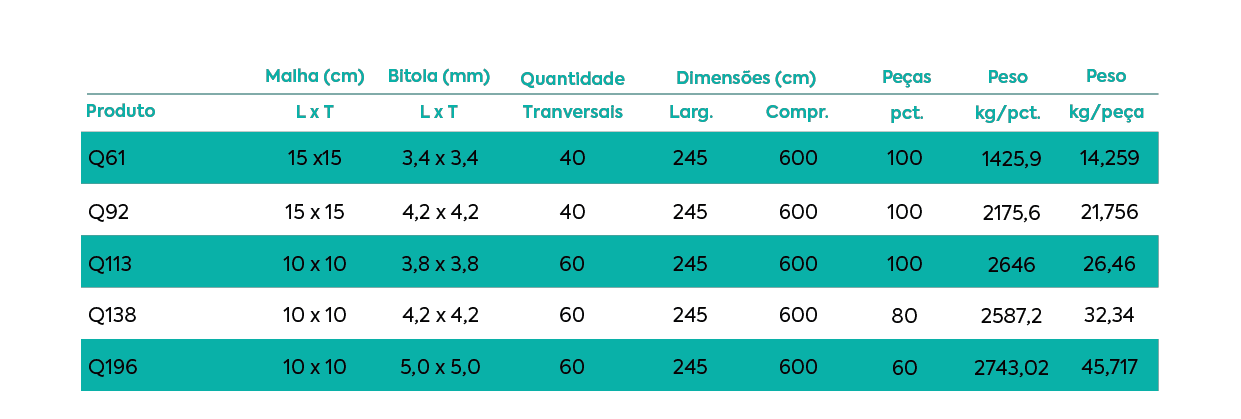 Malha (cm) Bitola (mm) Quantidade Dimensões (cm) Peças Peso Peso
Produto L x T L x T Tranversais Larg. Compr. pct. kg/pct. kg/peça
Q61 15 x15 3,4 x 3,4 40 245 600 100 1425,9 14,259
Q92 15 x 15 4,2 x 4,2 40 245 600 100 2175,6 21,756
Q113 10 x 10 3,8 x 3,8 60 245 600 100 2646 26,46
Q138 10 x 10 4,2 x 4,2 60 245 600 80 2587,2 32,34
Q196 10 x 10 5,0 x 5,0 60 245 600 60 2743,02 45,717